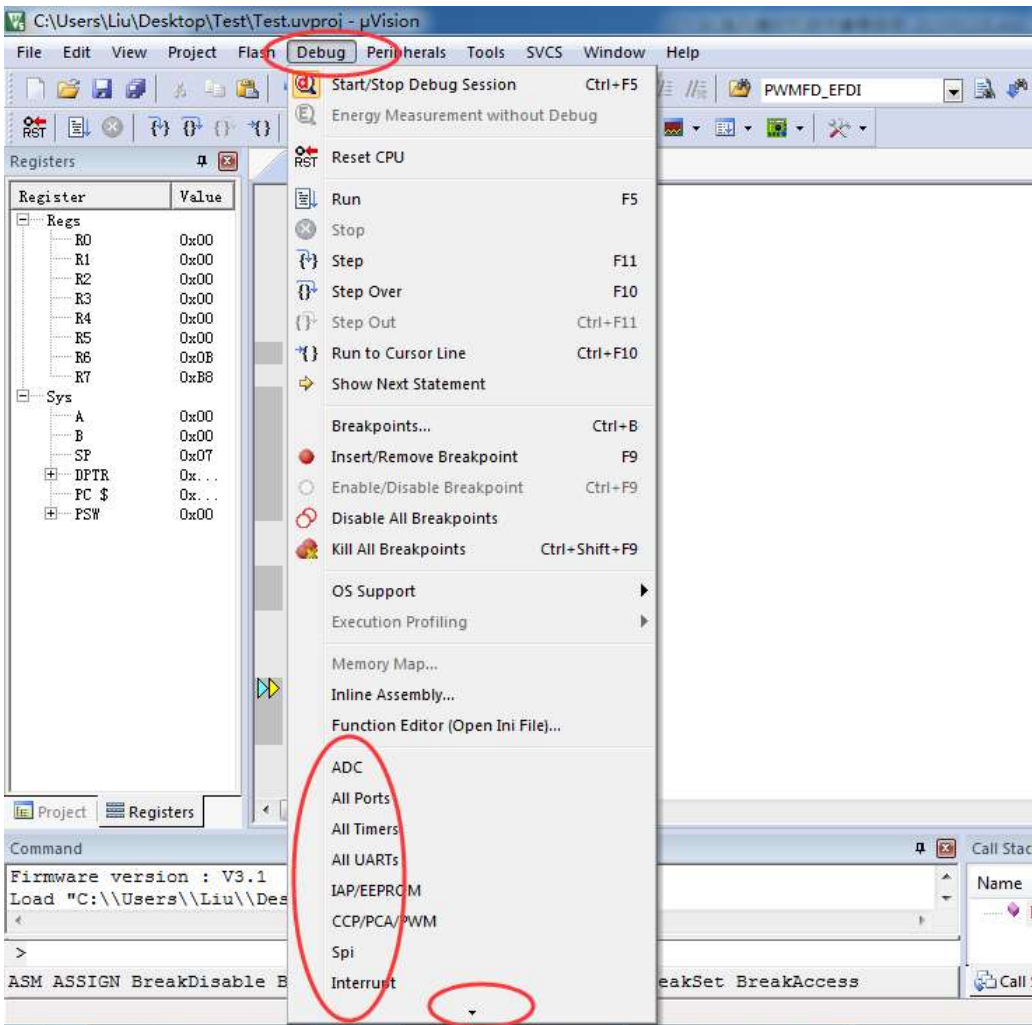 C:\Users\Liu\Desktop\Test\Test.uvproj - µVision
File Edit View Project Flash Debug Peripherals Tools SVCS Window Help
PWMFD_EFDI
RST
Registers
Register Value
Regs
R0 0x00
R1 0x00
R2 0x00
R3 0x00
R4 0x00
R5 0x00
R6 0x0B
R7 0xB8
Sys
A 0x00
B 0x00
SP 0x07
DPTR 0x...
PC $ 0x...
PSW 0x00
Project Registers
Start/Stop Debug Session Ctrl+F5
Energy Measurement without Debug
RST Reset CPU
Run F5
Stop
Step F11
Step Over F10
Step Out Ctrl+F11
Run to Cursor Line Ctrl+F10
Show Next Statement
Breakpoints... Ctrl+B
Insert/Remove Breakpoint F9
Enable/Disable Breakpoint Ctrl+F9
Disable All Breakpoints
Kill All Breakpoints Ctrl+Shift+F9
OS Support
Execution Profiling
Memory Map...
Inline Assembly...
Function Editor (Open Ini File)...
ADC
All Ports
All Timers
All UARTs
IAP/EEPROM
CCP/PCA/PWM
Spi
Interrupt
Command
Firmware version : V3.1
Load "C:\\Users\\Liu\\Des
>
ASM ASSIGN BreakDisable B
eakSet BreakAccess
Call Stac
Name
Call